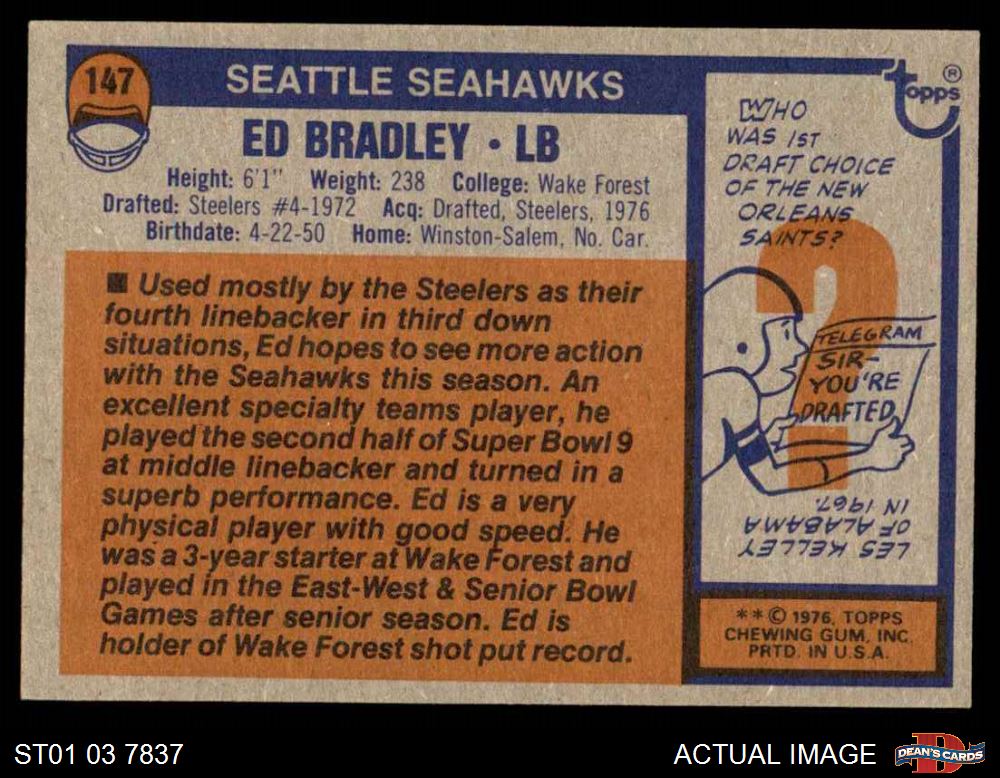 147
SEATTLE SEAHAWKS
ED BRADLEY • LB
Height: 6'1" Weight: 238 College: Wake Forest
Drafted: Steelers #4-1972 Acq: Drafted, Steelers, 1976
Birthdate: 4-22-50 Home: Winston-Salem, No. Car.
■ Used mostly by the Steelers as their
fourth linebacker in third down
situations, Ed hopes to see more action
with the Seahawks this season. An
excellent specialty teams player, he
played the second half of Super Bowl 9
at middle linebacker and turned in a
superb performance. Ed is a very
physical player with good speed. He
was a 3-year starter at Wake Forest and
played in the East-West & Senior Bowl
Games after senior season. Ed is
holder of Wake Forest shot put record.
topps®
WHO
WAS 1ST
DRAFT CHOICE
OF THE NEW
ORLEANS
SAINTS?
?
TELEGRAM
SIR-
YOU'RE
DRAFTED
LES KELLEY
OF ALABAMA
IN 1967.
** © 1976, TOPPS
CHEWING GUM, INC.
PRTD. IN U.S.A.
ST01 03 7837
ACTUAL IMAGE
D
DEAN'S CARDS